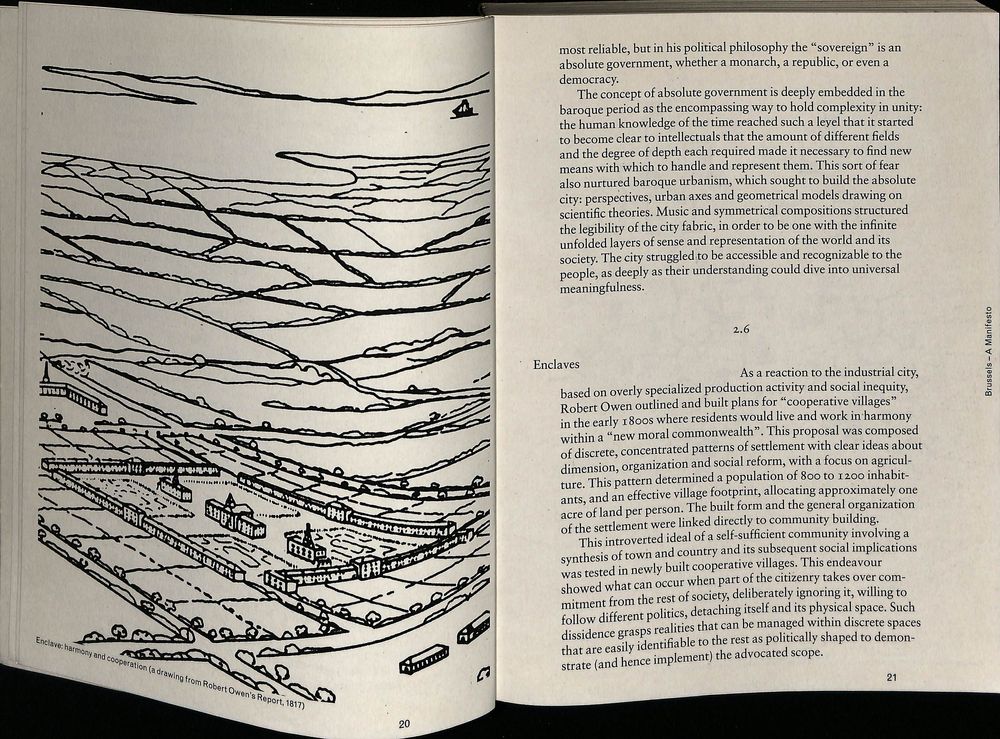 Enclave: harmony and cooperation (a drawing from Robert Owen's Report, 1817)
20
most reliable, but in his political philosophy the “sovereign” is an
absolute government, whether a monarch, a republic, or even a
democracy.
The concept of absolute government is deeply embedded in the
baroque period as the encompassing way to hold complexity in unity:
the human knowledge of the time reached such a level that it started
to become clear to intellectuals that the amount of different fields
and the degree of depth each required made it necessary to find new
means with which to handle and represent them. This sort of fear
also nurtured baroque urbanism, which sought to build the absolute
city: perspectives, urban axes and geometrical models drawing on
scientific theories. Music and symmetrical compositions structured
the legibility of the city fabric, in order to be one with the infinite
unfolded layers of sense and representation of the world and its
society. The city struggled to be accessible and recognizable to the
people, as deeply as their understanding could dive into universal
meaningfulness.
2.6
Enclaves
As a reaction to the industrial city,
based on overly specialized production activity and social inequity,
Robert Owen outlined and built plans for “cooperative villages”
in the early 1800s where residents would live and work in harmony
within a “new moral commonwealth”. This proposal was composed
of discrete, concentrated patterns of settlement with clear ideas about
dimension, organization and social reform, with a focus on agricul-
ture. This pattern determined a population of 800 to 1200 inhabit-
ants, and an effective village footprint, allocating approximately one
acre of land per person. The built form and the general organization
of the settlement were linked directly to community building.
This introverted ideal of a self-sufficient community involving a
synthesis of town and country and its subsequent social implications
was tested in newly built cooperative villages. This endeavour
showed what can occur when part of the citizenry takes over com-
mitment from the rest of society, deliberately ignoring it, willing to
follow different politics, detaching itself and its physical space. Such
dissidence grasps realities that can be managed within discrete spaces
that are easily identifiable to the rest as politically shaped to demon-
strate (and hence implement) the advocated scope.
21
Brussels – A Manifesto